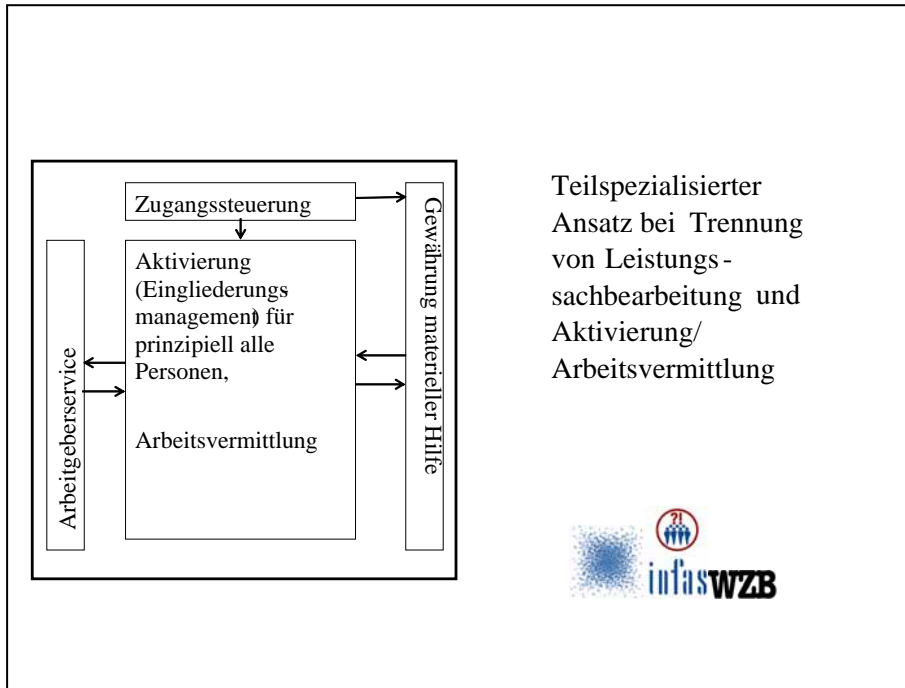 Zugangssteuerung
Arbeitgeberservice
Aktivierung
(Eingliederungs-
management) für
prinzipiell alle
Personen,
Arbeitsvermittlung
Gewährung materieller Hilfe
Teilspezialisierter
Ansatz bei Trennung
von Leistungs-
sachbearbeitung und
Aktivierung/
Arbeitsvermittlung
?!
infas WZB